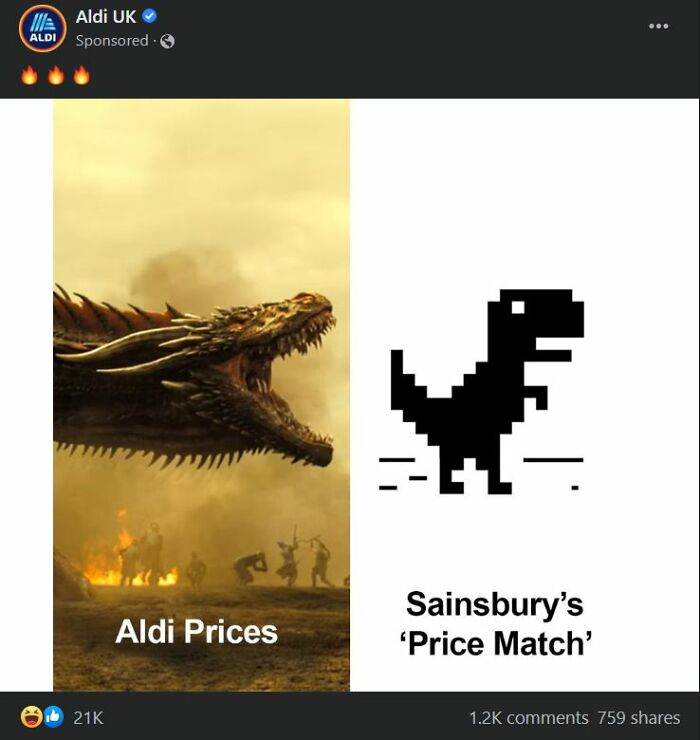 Aldi UK
ALDI
Sponsored ·
Aldi Prices
Sainsbury's
‘Price Match’
21K
1.2K comments 759 shares